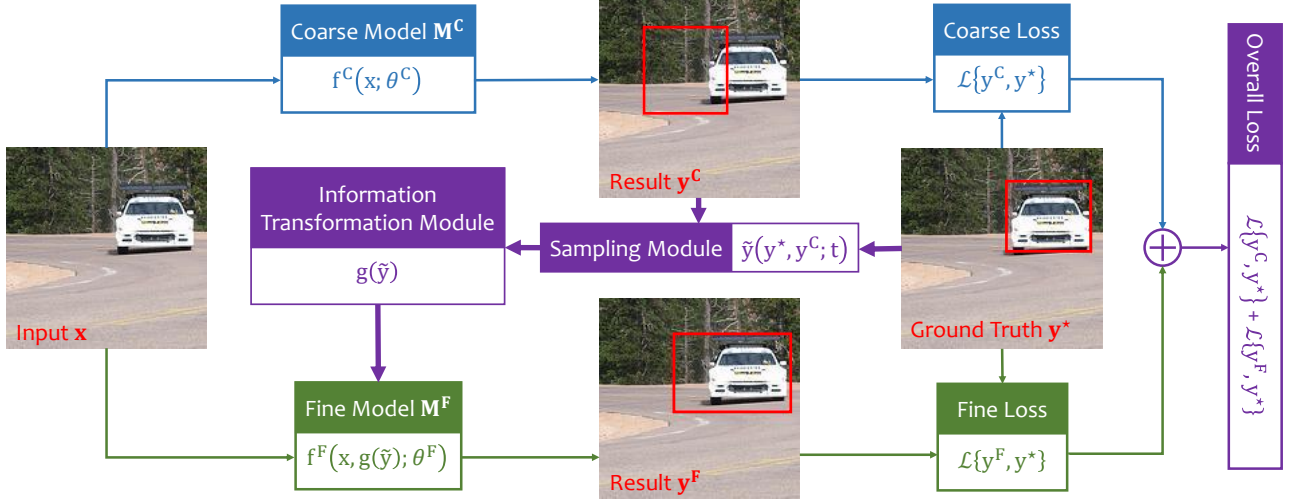 Coarse Model M^C
f^C(x; θ^C)
Result y^C
Coarse Loss
ℒ{y^C, y⋆}
Overall Loss
ℒ{y^C, y⋆} + ℒ{y^F, y⋆}
Input x
Information
Transformation Module
g(ỹ)
Sampling Module
ỹ(y⋆, y^C; t)
Ground Truth y⋆
Fine Model M^F
f^F(x, g(ỹ); θ^F)
Result y^F
Fine Loss
ℒ{y^F, y⋆}